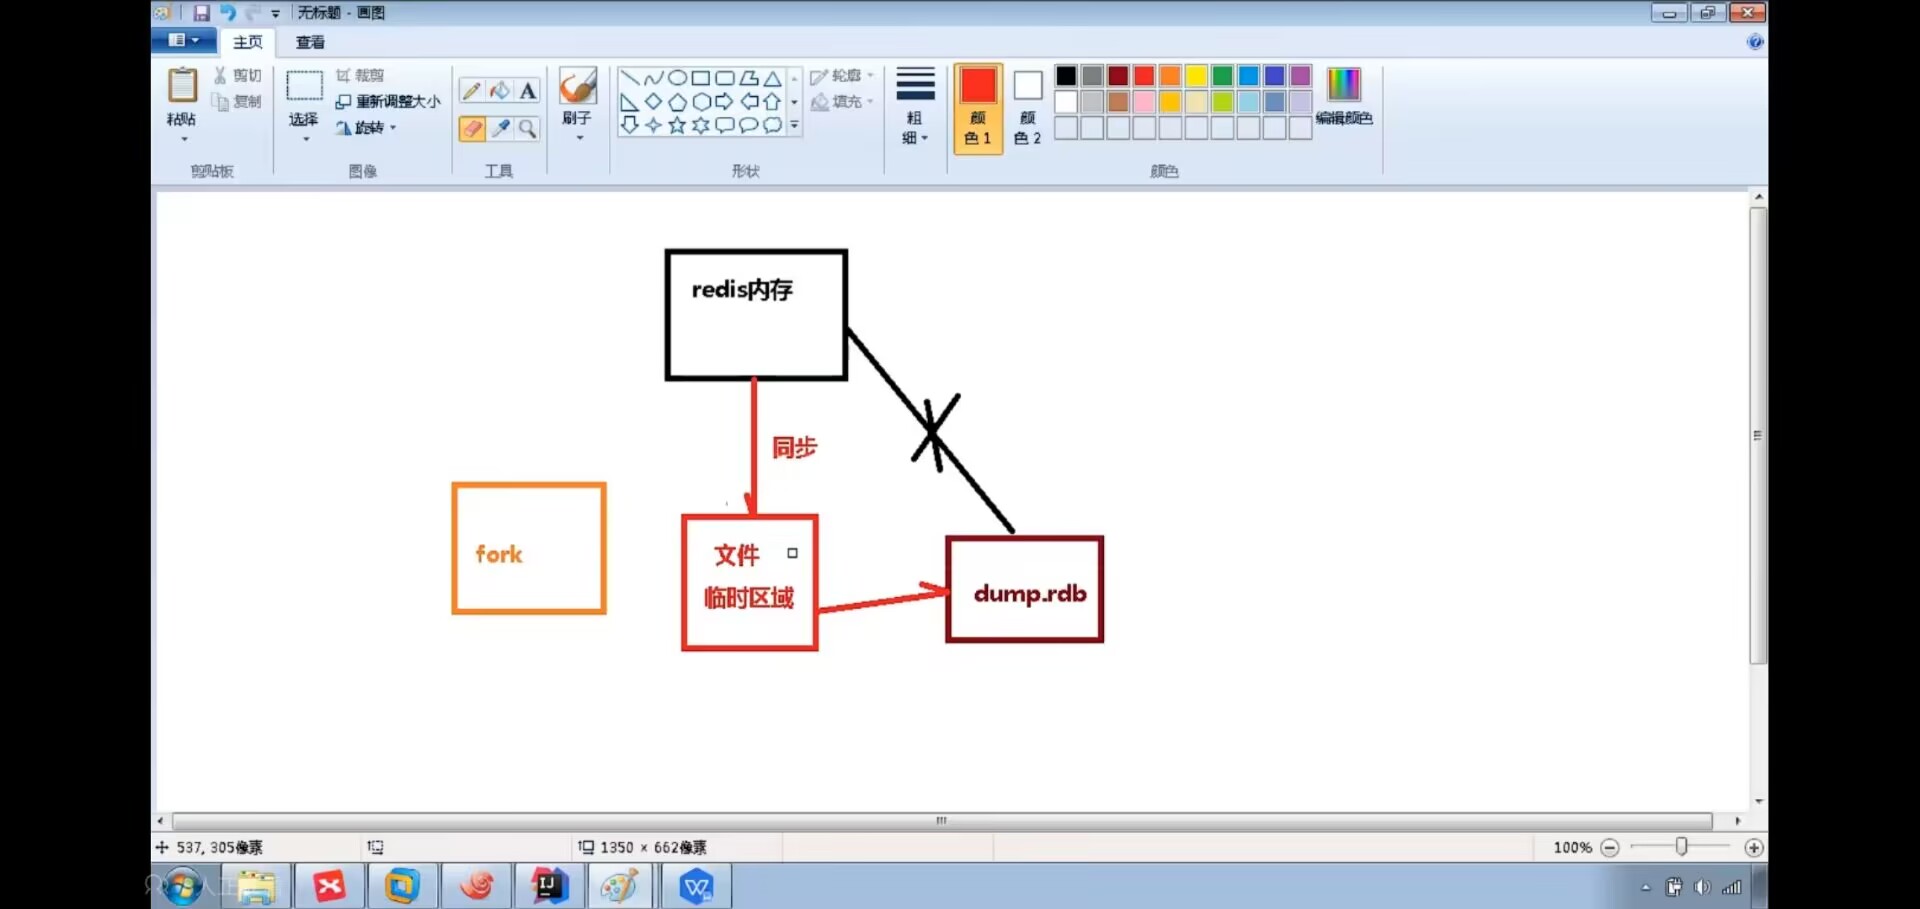 无标题 - 画图
主页 查看
粘贴
剪切
复制
剪贴板
选择
裁剪
重新调整大小
旋转
图像
A
工具
刷子
轮廓
填充
形状
粗
细
颜
色 1
颜
色 2
编辑颜色
颜色
redis内存
同步
fork
文件
临时区域
dump.rdb
537, 305像素
1350 × 662像素
100%